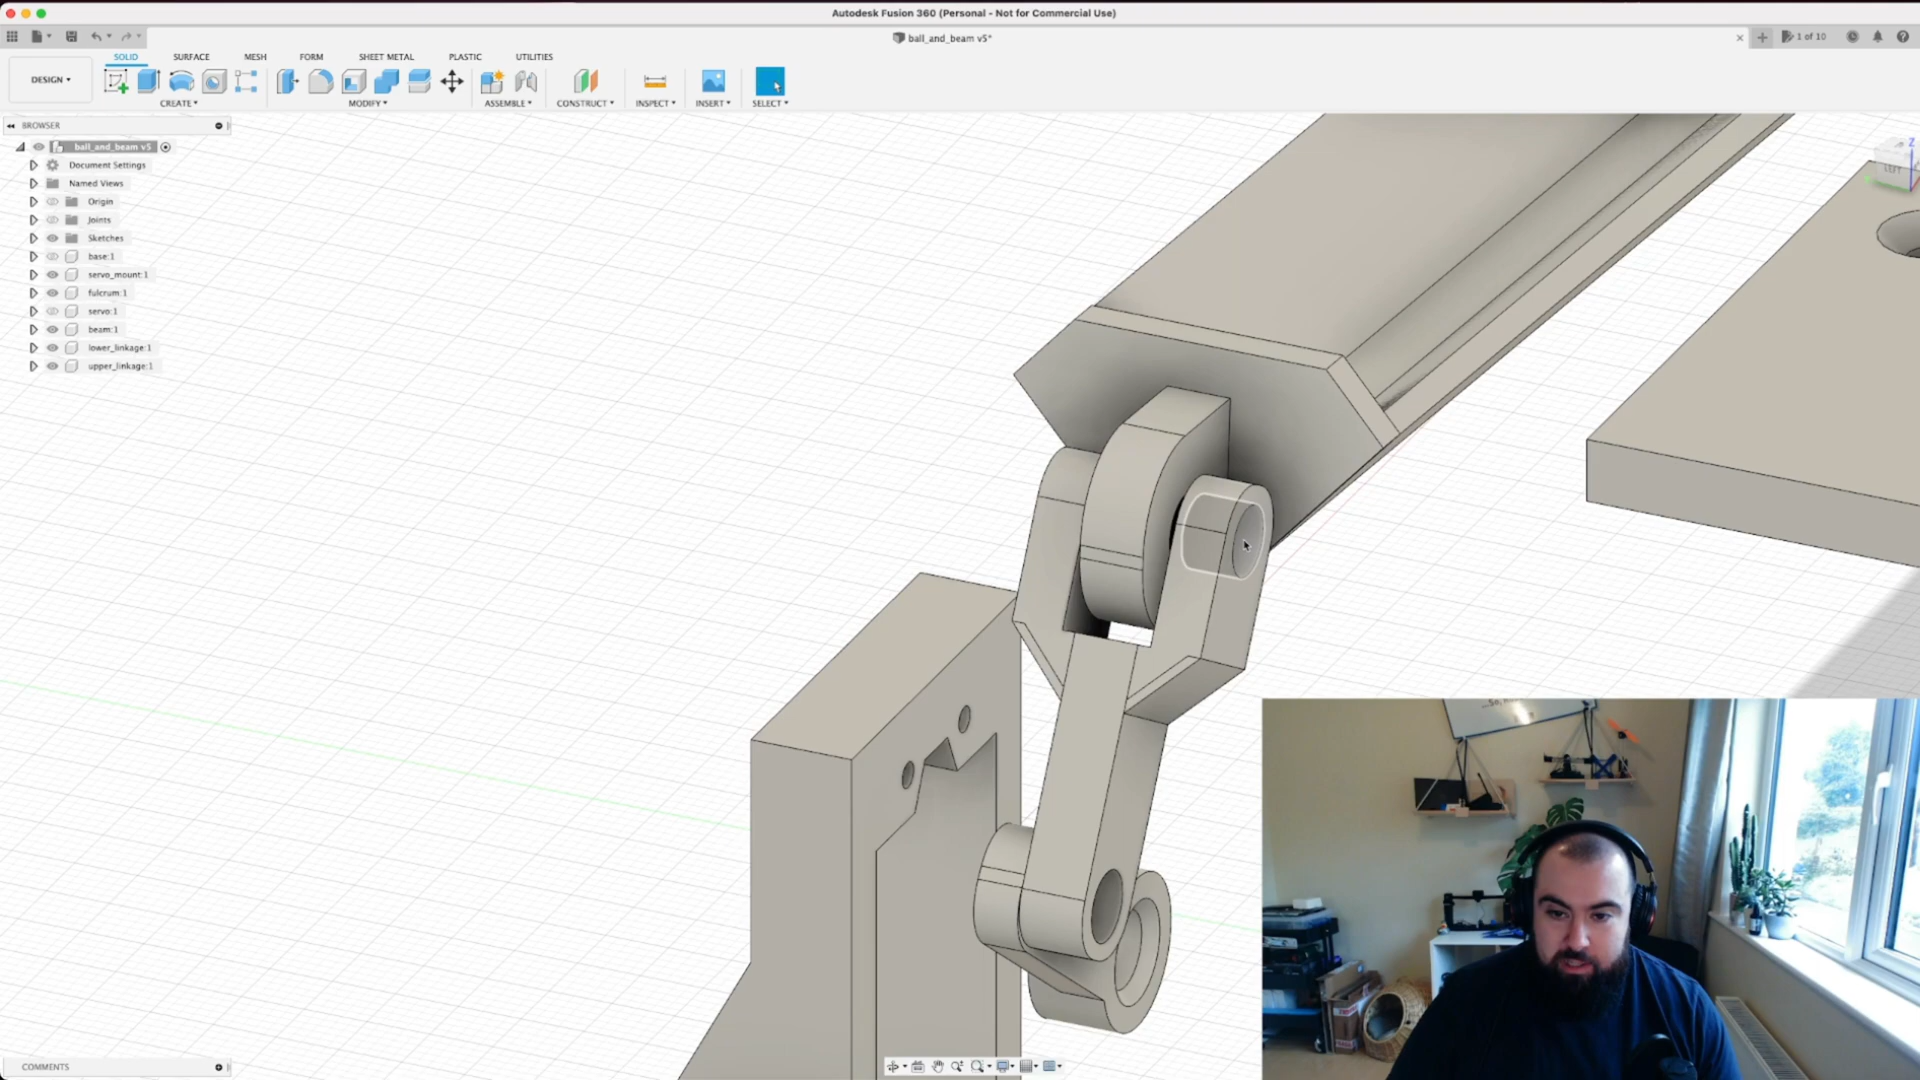 Autodesk Fusion 360 (Personal - Not for Commercial Use)
ball_and_beam v5*
1 of 10
DESIGN
SOLID
SURFACE
MESH
FORM
SHEET METAL
PLASTIC
UTILITIES
CREATE
MODIFY
ASSEMBLE
CONSTRUCT
INSPECT
INSERT
SELECT
BROWSER
ball_and_beam v5
Document Settings
Named Views
Origin
Joints
Sketches
base:1
servo_mount:1
fulcrum:1
servo:1
beam:1
lower_linkage:1
upper_linkage:1
Z
LEFT
COMMENTS